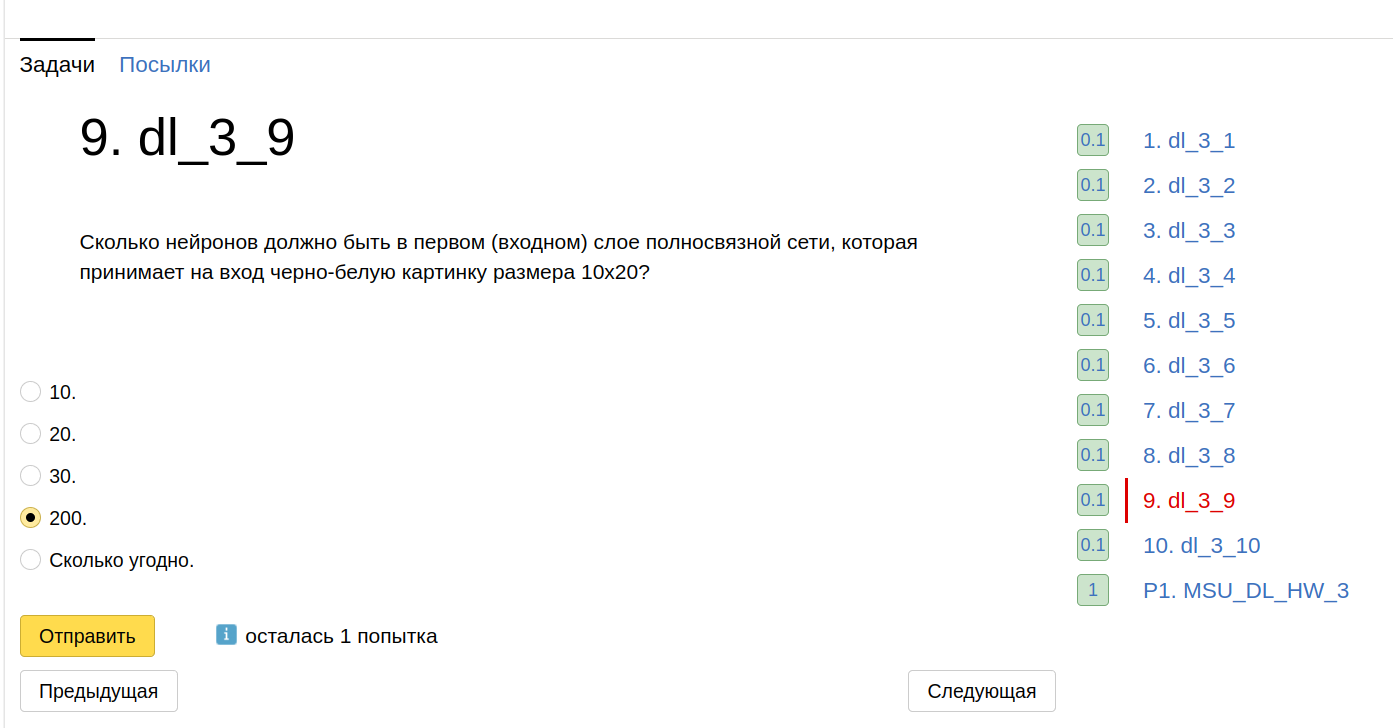 Задачи Посылки
9. dl_3_9
Сколько нейронов должно быть в первом (входном) слое полносвязной сети, которая
принимает на вход черно-белую картинку размера 10x20?
10.
20.
30.
200.
Сколько угодно.
Отправить
i осталась 1 попытка
Предыдущая
Следующая
0.1 1. dl_3_1
0.1 2. dl_3_2
0.1 3. dl_3_3
0.1 4. dl_3_4
0.1 5. dl_3_5
0.1 6. dl_3_6
0.1 7. dl_3_7
0.1 8. dl_3_8
0.1 9. dl_3_9
0.1 10. dl_3_10
1 P1. MSU_DL_HW_3